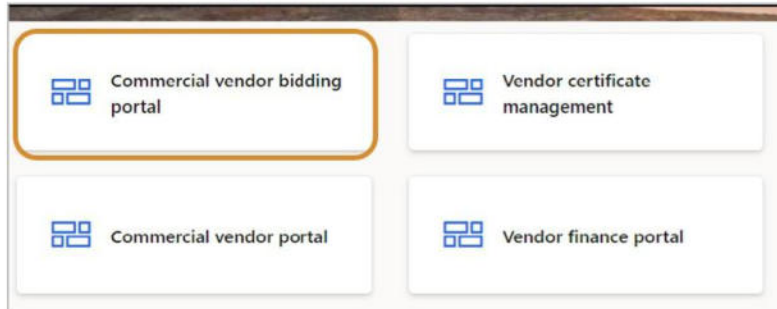 Commercial vendor bidding
portal
Vendor certificate
management
Commercial vendor portal
Vendor finance portal